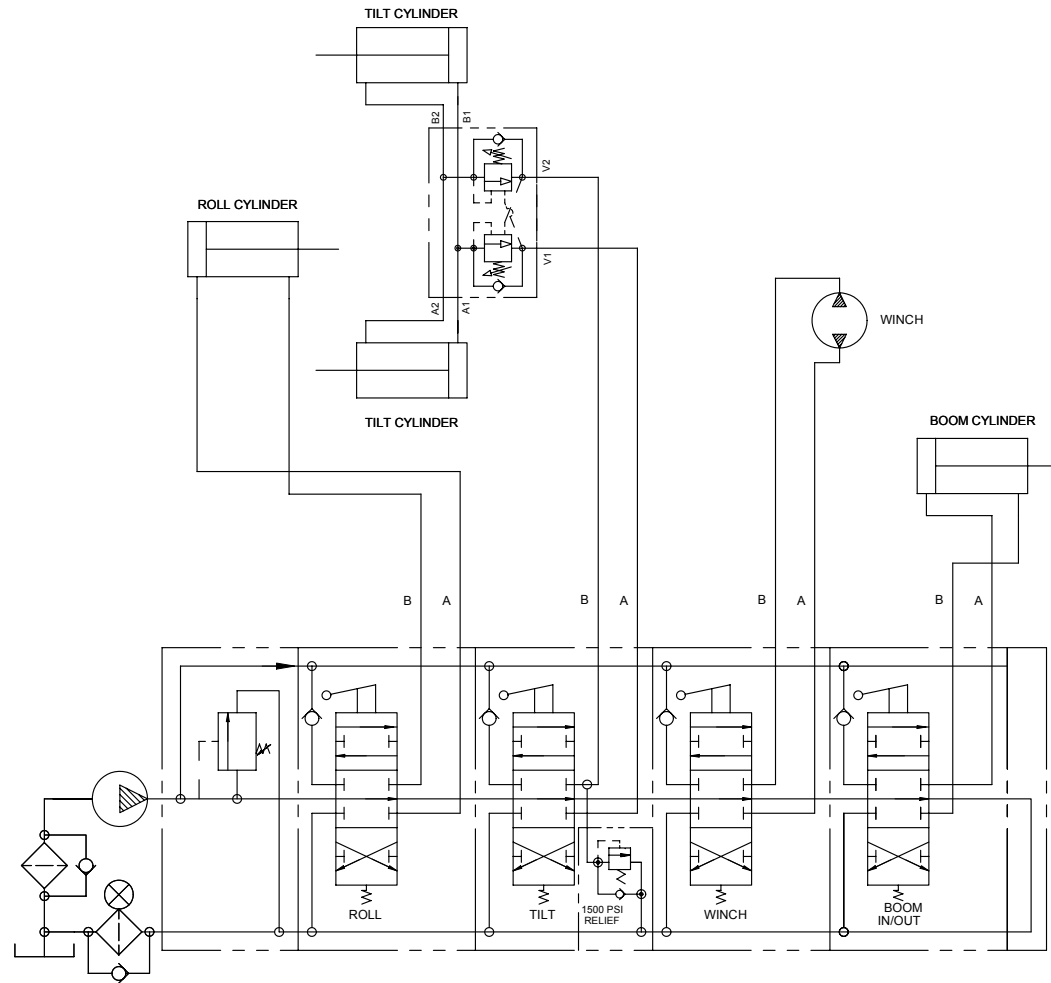 TILT CYLINDER
B2
B1
V2
ROLL CYLINDER
V1
A2
A1
WINCH
TILT CYLINDER
BOOM CYLINDER
B
A
B
A
B
A
B
A
ROLL
TILT
1500 PSI
RELIEF
WINCH
BOOM
IN/OUT